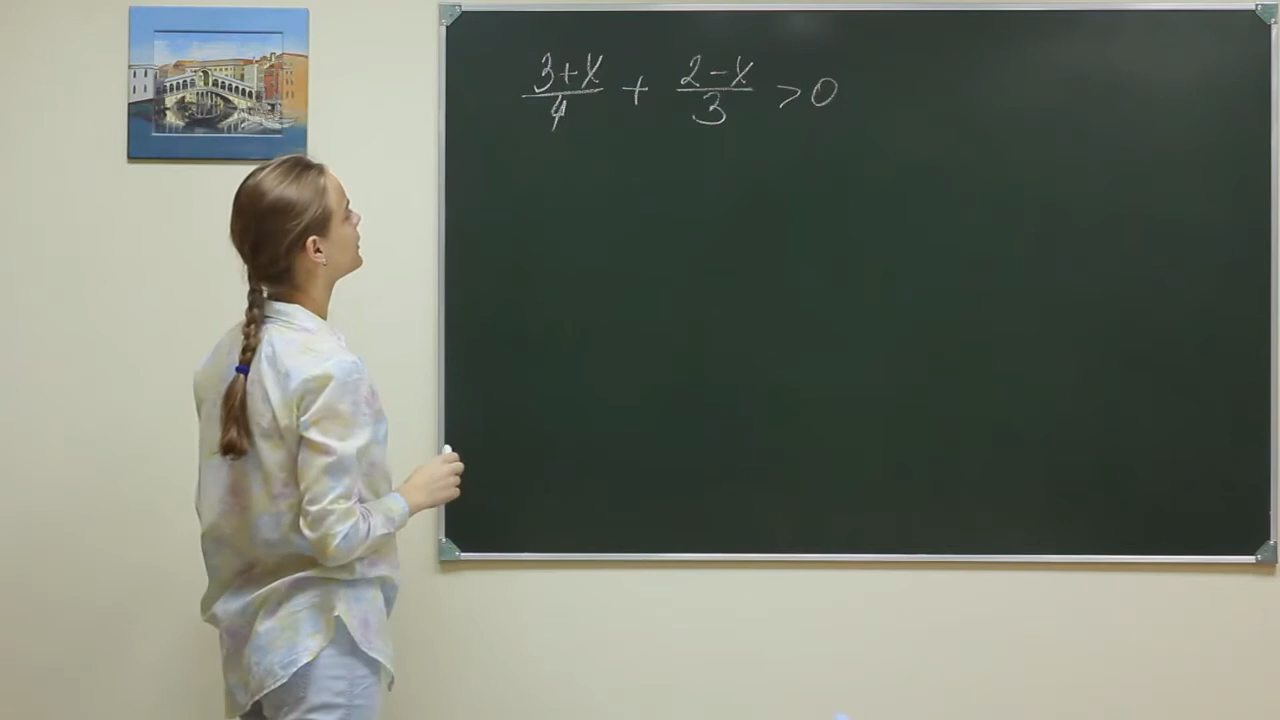 (3+x)/4 + (2-x)/3 > 0